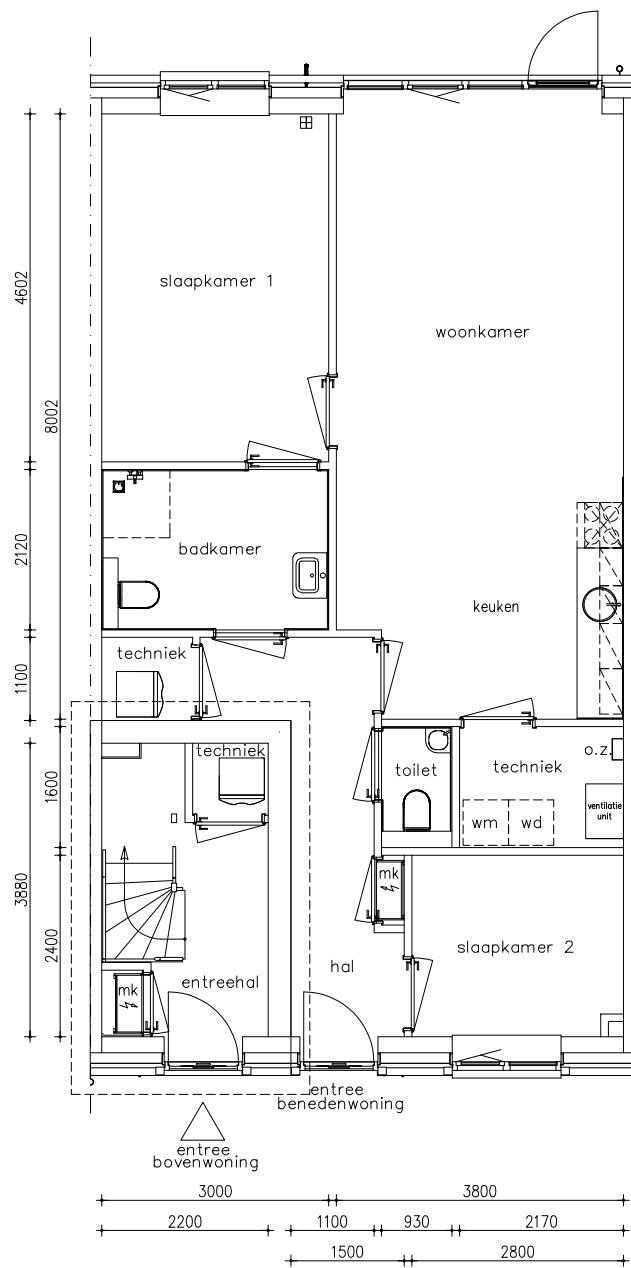 slaapkamer 1
woonkamer
4602
8002
badkamer
2120
keuken
techniek
1100
techniek
toilet
techniek
o.z.
ventilatie
unit
1600
wm
wd
mk
3880
2400
slaapkamer 2
hal
entreehal
mk
entree
benedenwoning
entree
bovenwoning
3000
3800
2200
1100
930
2170
1500
2800